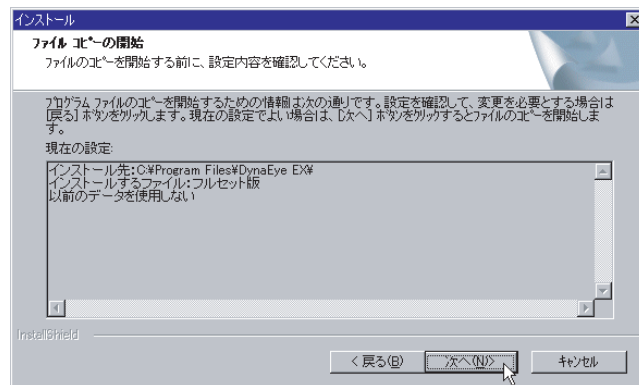 インストール
ファイル コピーの開始
ファイルのコピーを開始する前に、設定内容を確認してください。
プログラム ファイルのコピーを開始するための情報は次の通りです。設定を確認して、変更を必要とする場合は
[戻る] ボタンをクリックします。現在の設定でよい場合は、[次へ] ボタンをクリックするとファイルのコピーを開始しま
す。
現在の設定:
インストール先:C:¥Program Files¥DynaEye EX¥
インストールするファイル:フルセット版
以前のデータを使用しない
InstallShield
< 戻る(B)
次へ(N)>
キャンセル